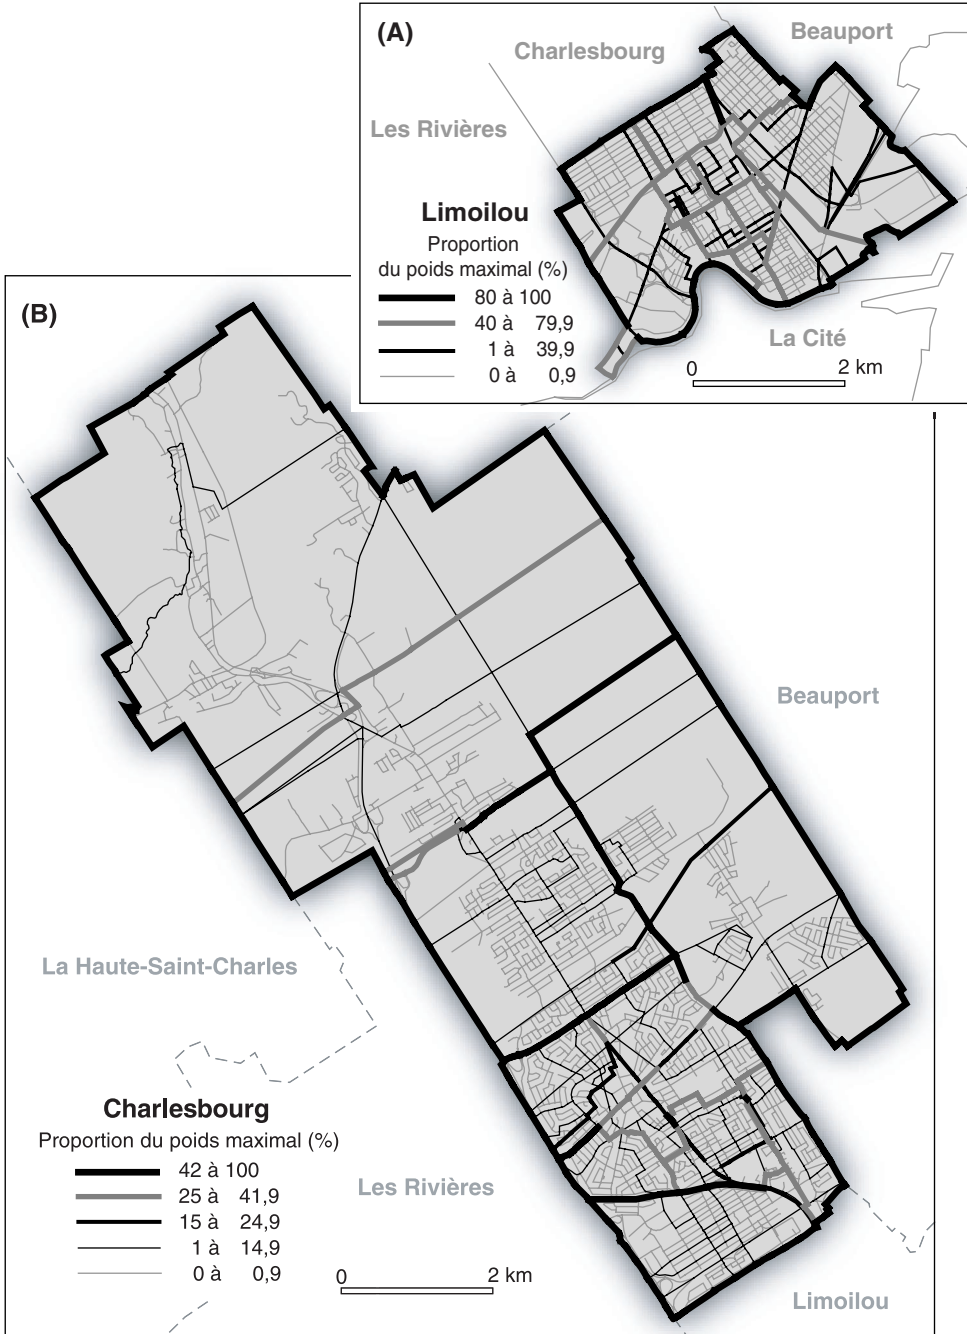 (A)
Charlesbourg
Beauport
Les Rivières
Limoilou
Proportion
du poids maximal (%)
80 à 100
40 à 79,9
1 à 39,9
0 à 0,9
La Cité
0 2 km
(B)
Beauport
La Haute-Saint-Charles
Charlesbourg
Proportion du poids maximal (%)
42 à 100
25 à 41,9
15 à 24,9
1 à 14,9
0 à 0,9
Les Rivières
0 2 km
Limoilou